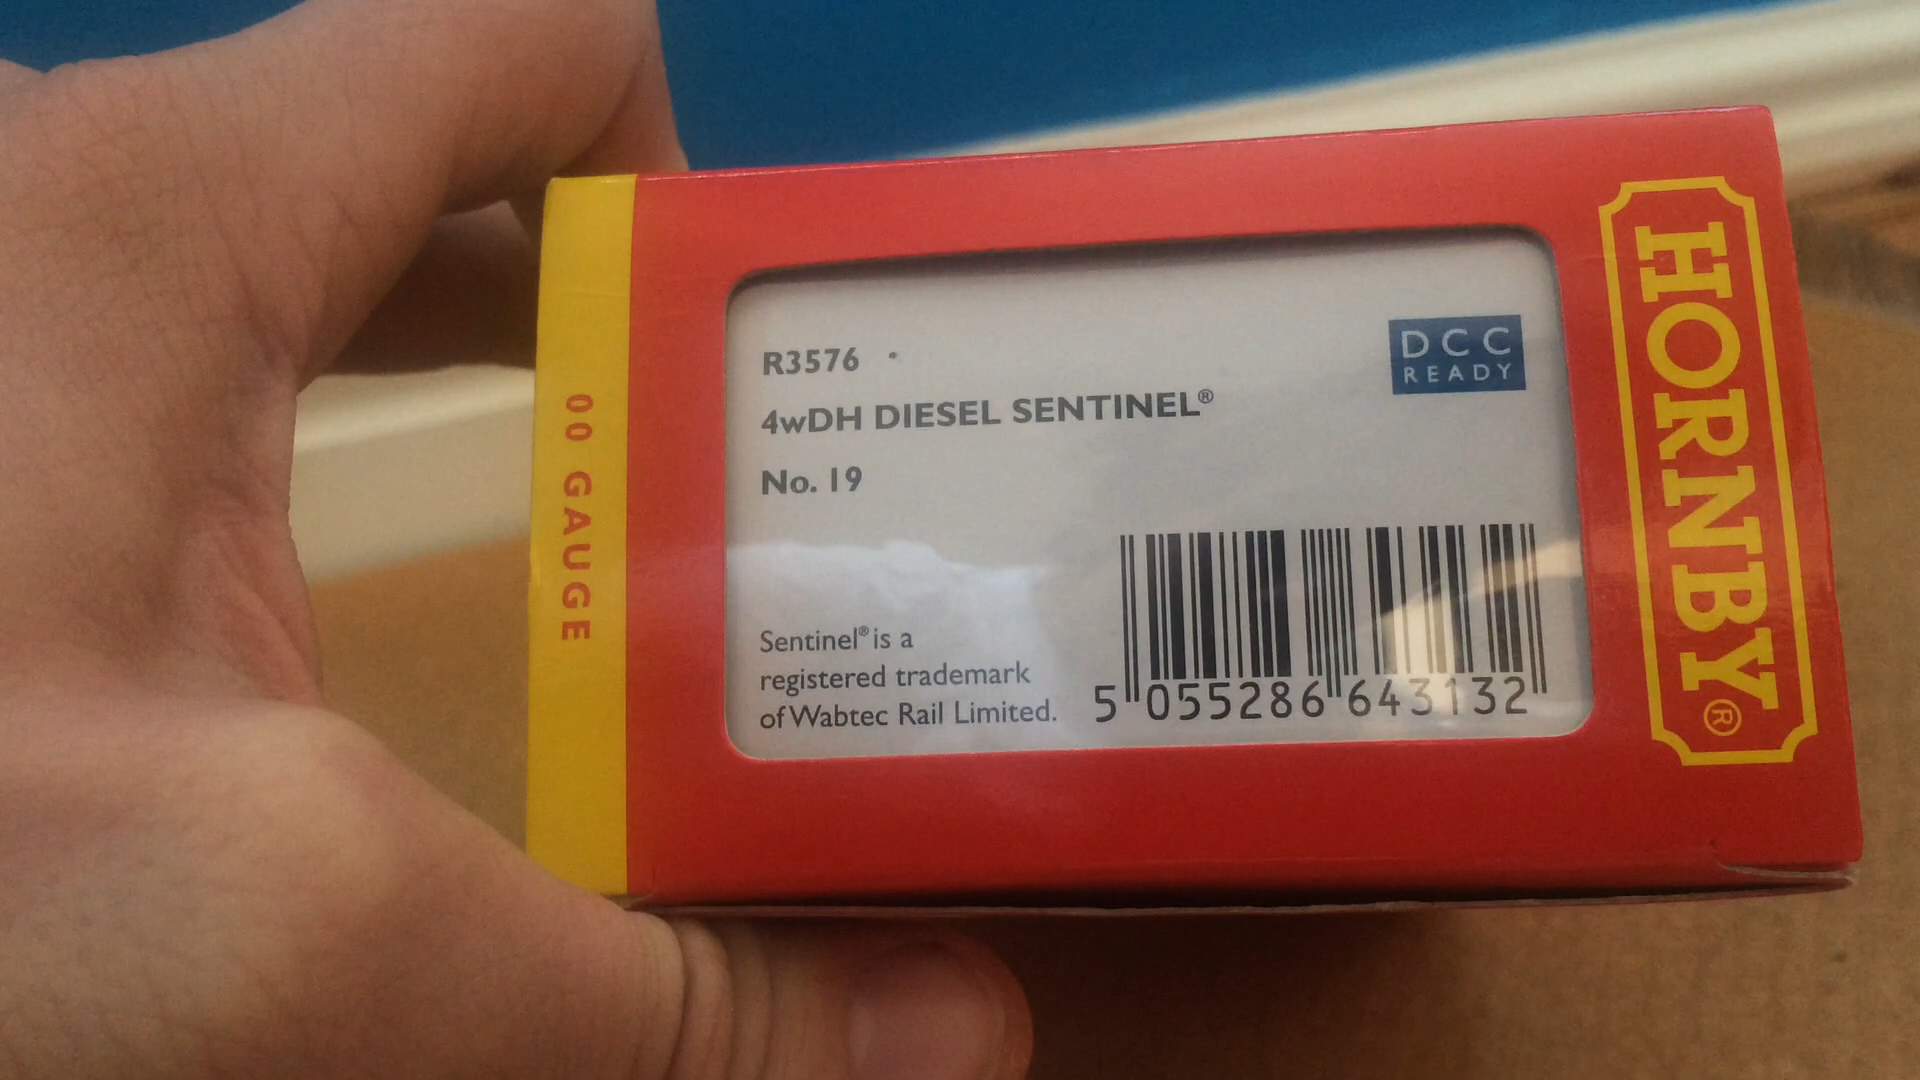 OO GAUGE
R3576
DCC
READY
4wDH DIESEL SENTINEL®
No. 19
Sentinel® is a
registered trademark
of Wabtec Rail Limited.
5 055286 643132
HORNBY®